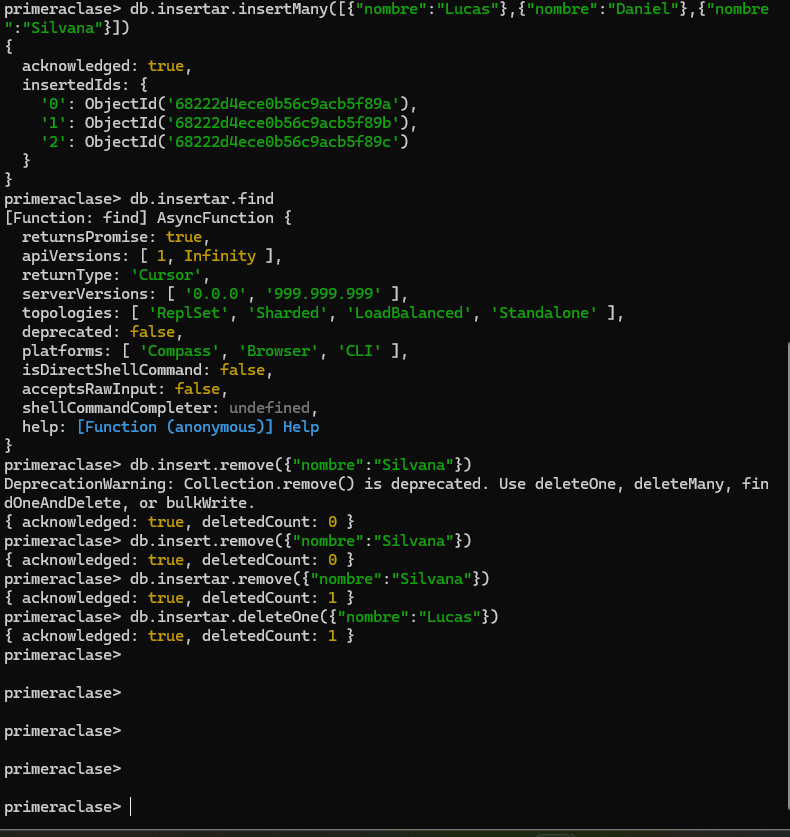 primeraclase> db.insertar.insertMany([{"nombre":"Lucas"},{"nombre":"Daniel"},{"nombre
":"Silvana"}])
{
  acknowledged: true,
  insertedIds: {
    '0': ObjectId('68222d4ece0b56c9acb5f89a'),
    '1': ObjectId('68222d4ece0b56c9acb5f89b'),
    '2': ObjectId('68222d4ece0b56c9acb5f89c')
  }
}
primeraclase> db.insertar.find
[Function: find] AsyncFunction {
  returnsPromise: true,
  apiVersions: [ 1, Infinity ],
  returnType: 'Cursor',
  serverVersions: [ '0.0.0', '999.999.999' ],
  topologies: [ 'ReplSet', 'Sharded', 'LoadBalanced', 'Standalone' ],
  deprecated: false,
  platforms: [ 'Compass', 'Browser', 'CLI' ],
  isDirectShellCommand: false,
  acceptsRawInput: false,
  shellCommandCompleter: undefined,
  help: [Function (anonymous)] Help
}
primeraclase> db.insert.remove({"nombre":"Silvana"})
DeprecationWarning: Collection.remove() is deprecated. Use deleteOne, deleteMany, fin
dOneAndDelete, or bulkWrite.
{ acknowledged: true, deletedCount: 0 }
primeraclase> db.insert.remove({"nombre":"Silvana"})
{ acknowledged: true, deletedCount: 0 }
primeraclase> db.insertar.remove({"nombre":"Silvana"})
{ acknowledged: true, deletedCount: 1 }
primeraclase> db.insertar.deleteOne({"nombre":"Lucas"})
{ acknowledged: true, deletedCount: 1 }
primeraclase>
primeraclase>
primeraclase>
primeraclase>
primeraclase>